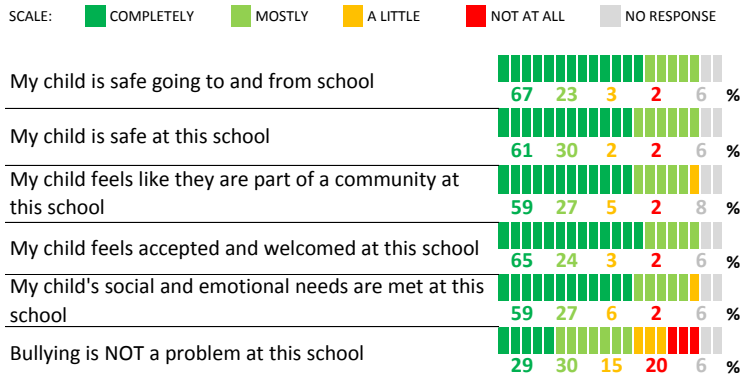 SCALE: COMPLETELY MOSTLY A LITTLE NOT AT ALL NO RESPONSE
My child is safe going to and from school
67 23 3 2 6 %
My child is safe at this school
61 30 2 2 6 %
My child feels like they are part of a community at
this school
59 27 5 2 8 %
My child feels accepted and welcomed at this school
65 24 3 2 6 %
My child's social and emotional needs are met at this
school
59 27 6 2 6 %
Bullying is NOT a problem at this school
29 30 15 20 6 %